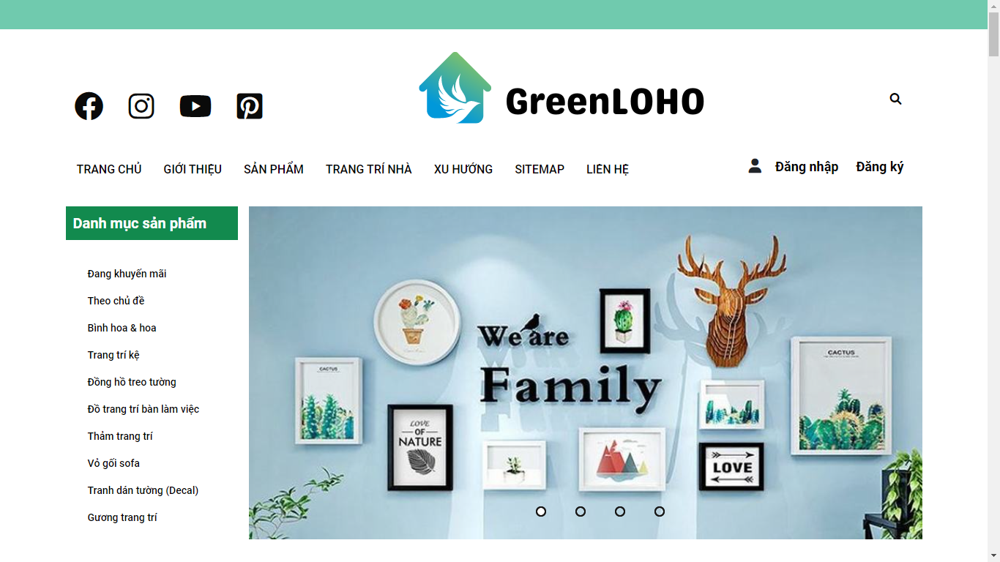 GreenLOHO
TRANG CHỦ GIỚI THIỆU SẢN PHẨM TRANG TRÍ NHÀ XU HƯỚNG SITEMAP LIÊN HỆ Đăng nhập Đăng ký
Danh mục sản phẩm
Đang khuyến mãi
Theo chủ đề
Bình hoa & hoa
Trang trí kệ
Đồng hồ treo tường
Đồ trang trí bàn làm việc
Thảm trang trí
Vỏ gối sofa
Tranh dán tường (Decal)
Gương trang trí
We are
Family
CACTUS
LOVE
OF
NATURE
LOVE
CACTUS